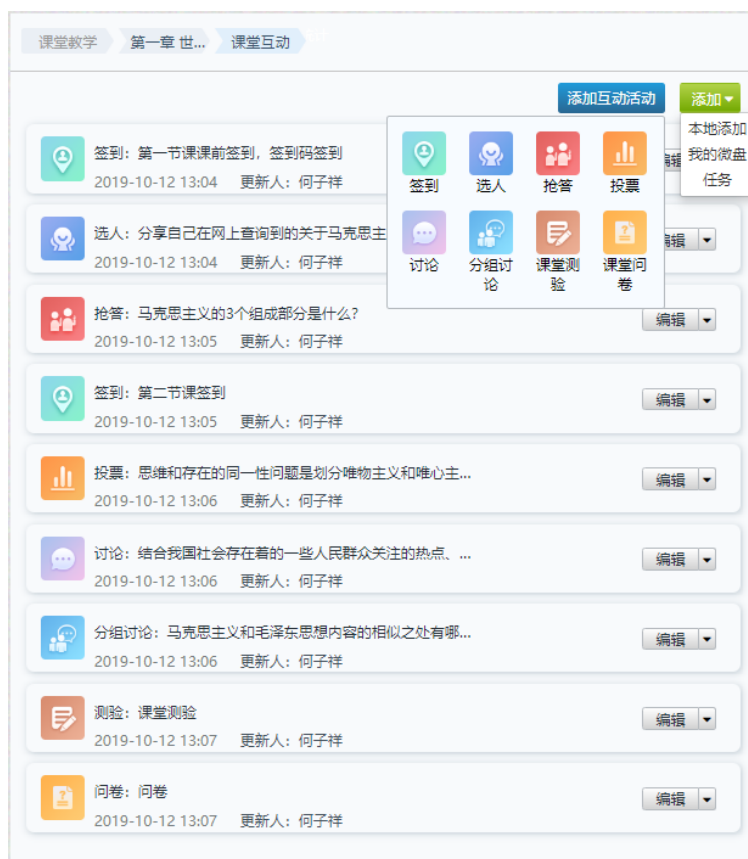 课堂教学 第一章 世... 课堂互动
添加互动活动 添加
本地添加
我的微盘
任务
签到 选人 抢答 投票
讨论 分组讨论 课堂测验 课堂问卷
签到：第一节课课前签到，签到码签到
2019-10-12 13:04 更新人：何子祥
选人：分享自己在网上查询到的关于马克思主
编辑
2019-10-12 13:04 更新人：何子祥
抢答：马克思主义的3个组成部分是什么?
编辑
2019-10-12 13:05 更新人：何子祥
签到：第二节课签到
编辑
2019-10-12 13:05 更新人：何子祥
投票：思维和存在的同一性问题是划分唯物主义和唯心主...
编辑
2019-10-12 13:06 更新人：何子祥
讨论：结合我国社会存在着的一些人民群众关注的热点、...
编辑
2019-10-12 13:06 更新人：何子祥
分组讨论：马克思主义和毛泽东思想内容的相似之处有哪...
编辑
2019-10-12 13:06 更新人：何子祥
测验：课堂测验
编辑
2019-10-12 13:07 更新人：何子祥
问卷：问卷
编辑
2019-10-12 13:07 更新人：何子祥